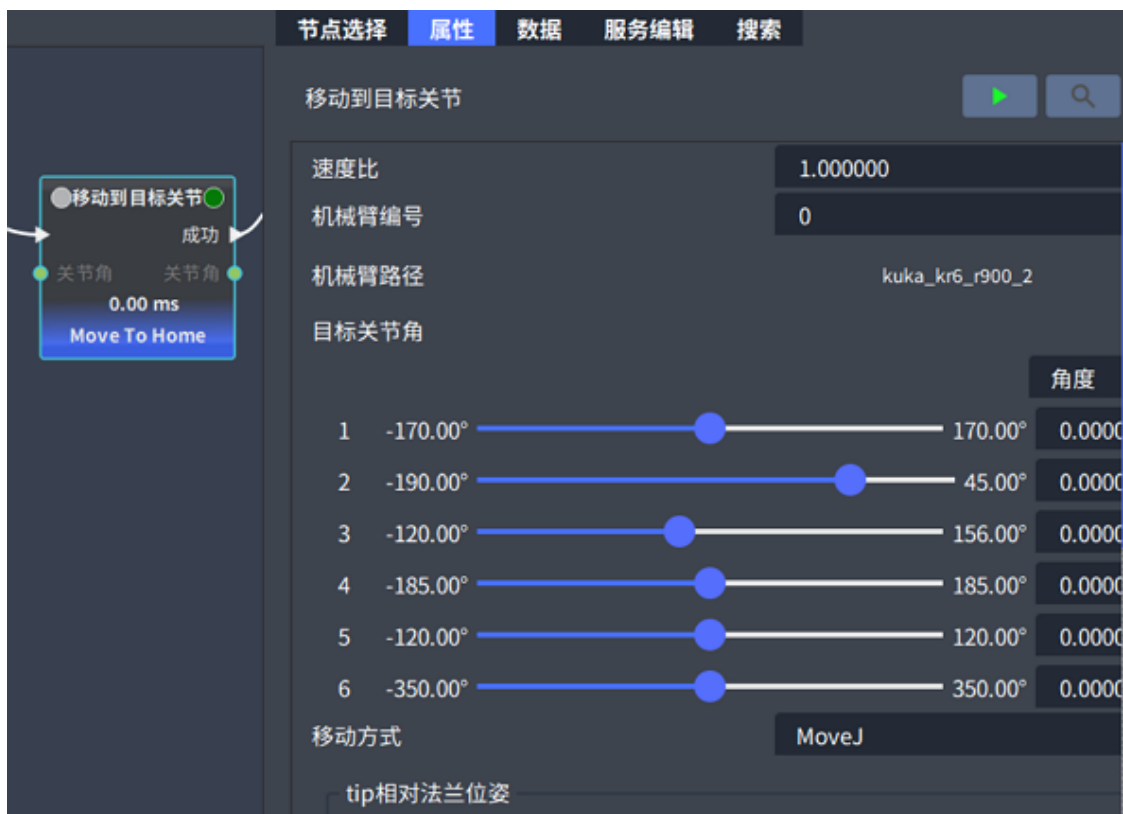 节点选择 属性 数据 服务编辑 搜索
移动到目标关节
移动到目标关节
成功
关节角 关节角
0.00 ms
Move To Home
速度比 1.000000
机械臂编号 0
机械臂路径 kuka_kr6_r900_2
目标关节角
角度
1 -170.00° 170.00° 0.0000
2 -190.00° 45.00° 0.0000
3 -120.00° 156.00° 0.0000
4 -185.00° 185.00° 0.0000
5 -120.00° 120.00° 0.0000
6 -350.00° 350.00° 0.0000
移动方式 MoveJ
tip相对法兰位姿